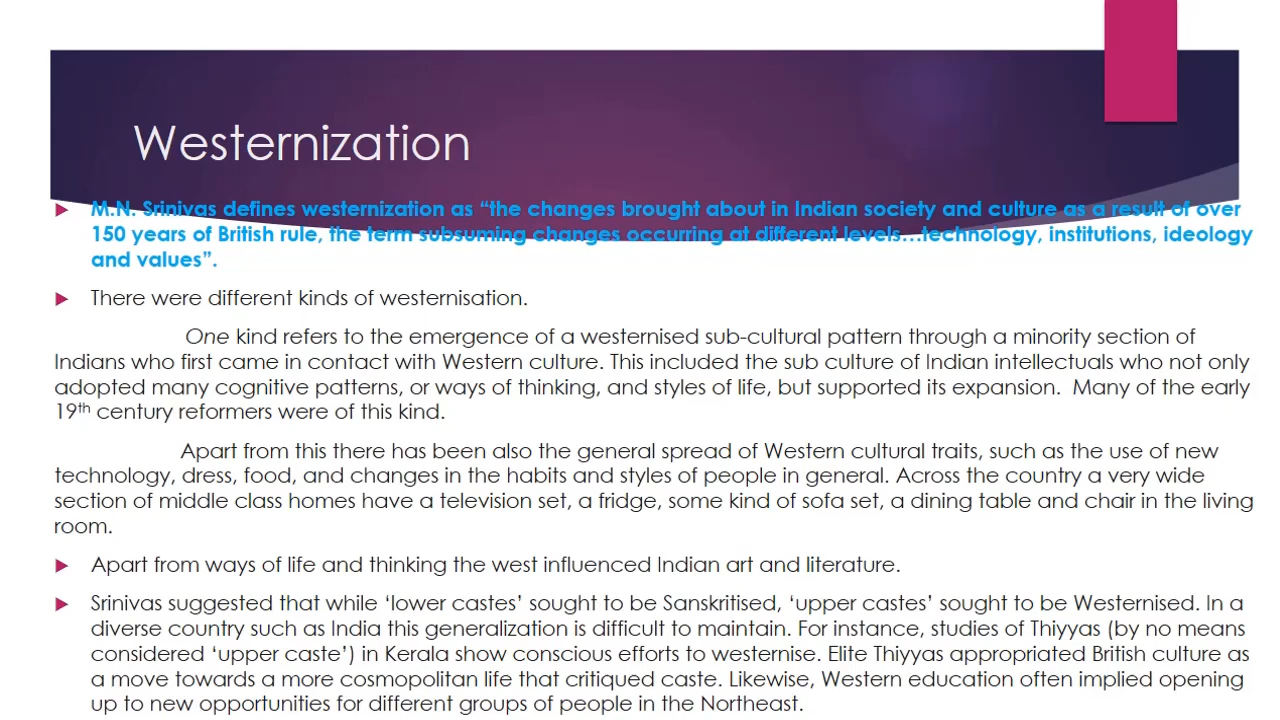 Westernization
M.N. Srinivas defines westernization as “the changes brought about in Indian society and culture as a result of over
150 years of British rule, the term subsuming changes occurring at different levels…technology, institutions, ideology
and values”.
There were different kinds of westernisation.
One kind refers to the emergence of a westernised sub-cultural pattern through a minority section of
Indians who first came in contact with Western culture. This included the sub culture of Indian intellectuals who not only
adopted many cognitive patterns, or ways of thinking, and styles of life, but supported its expansion. Many of the early
19th century reformers were of this kind.
Apart from this there has been also the general spread of Western cultural traits, such as the use of new
technology, dress, food, and changes in the habits and styles of people in general. Across the country a very wide
section of middle class homes have a television set, a fridge, some kind of sofa set, a dining table and chair in the living
room.
Apart from ways of life and thinking the west influenced Indian art and literature.
Srinivas suggested that while ‘lower castes’ sought to be Sanskritised, ‘upper castes’ sought to be Westernised. In a
diverse country such as India this generalization is difficult to maintain. For instance, studies of Thiyyas (by no means
considered ‘upper caste’) in Kerala show conscious efforts to westernise. Elite Thiyyas appropriated British culture as
a move towards a more cosmopolitan life that critiqued caste. Likewise, Western education often implied opening
up to new opportunities for different groups of people in the Northeast.